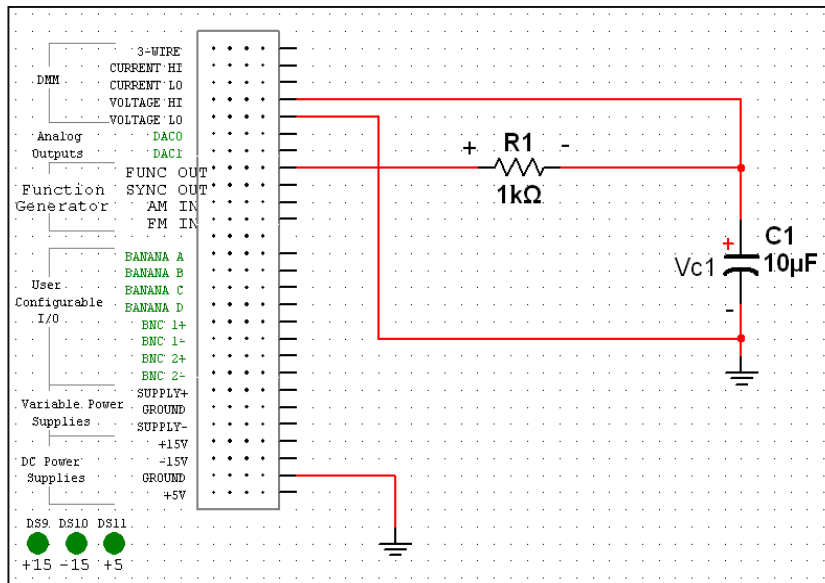 3-WIRE
CURRENT HI
DMM
CURRENT LO
VOLTAGE HI
VOLTAGE LO
Analog
Outputs
DAC0
DAC1
FUNC OUT
Function
Generator
SYNC OUT
AM IN
FM IN
BANANA A
BANANA B
User
Configurable
I/O
BANANA C
BANANA D
BNC 1+
BNC 1-
BNC 2+
BNC 2-
SUPPLY+
Variable Power
Supplies
GROUND
SUPPLY-
+15V
DC Power
Supplies
-15V
GROUND
+5V
DS9 DS10 DS11
+15 -15 +5
+ R1 -
1kΩ
+ C1
Vc1 10µF
-